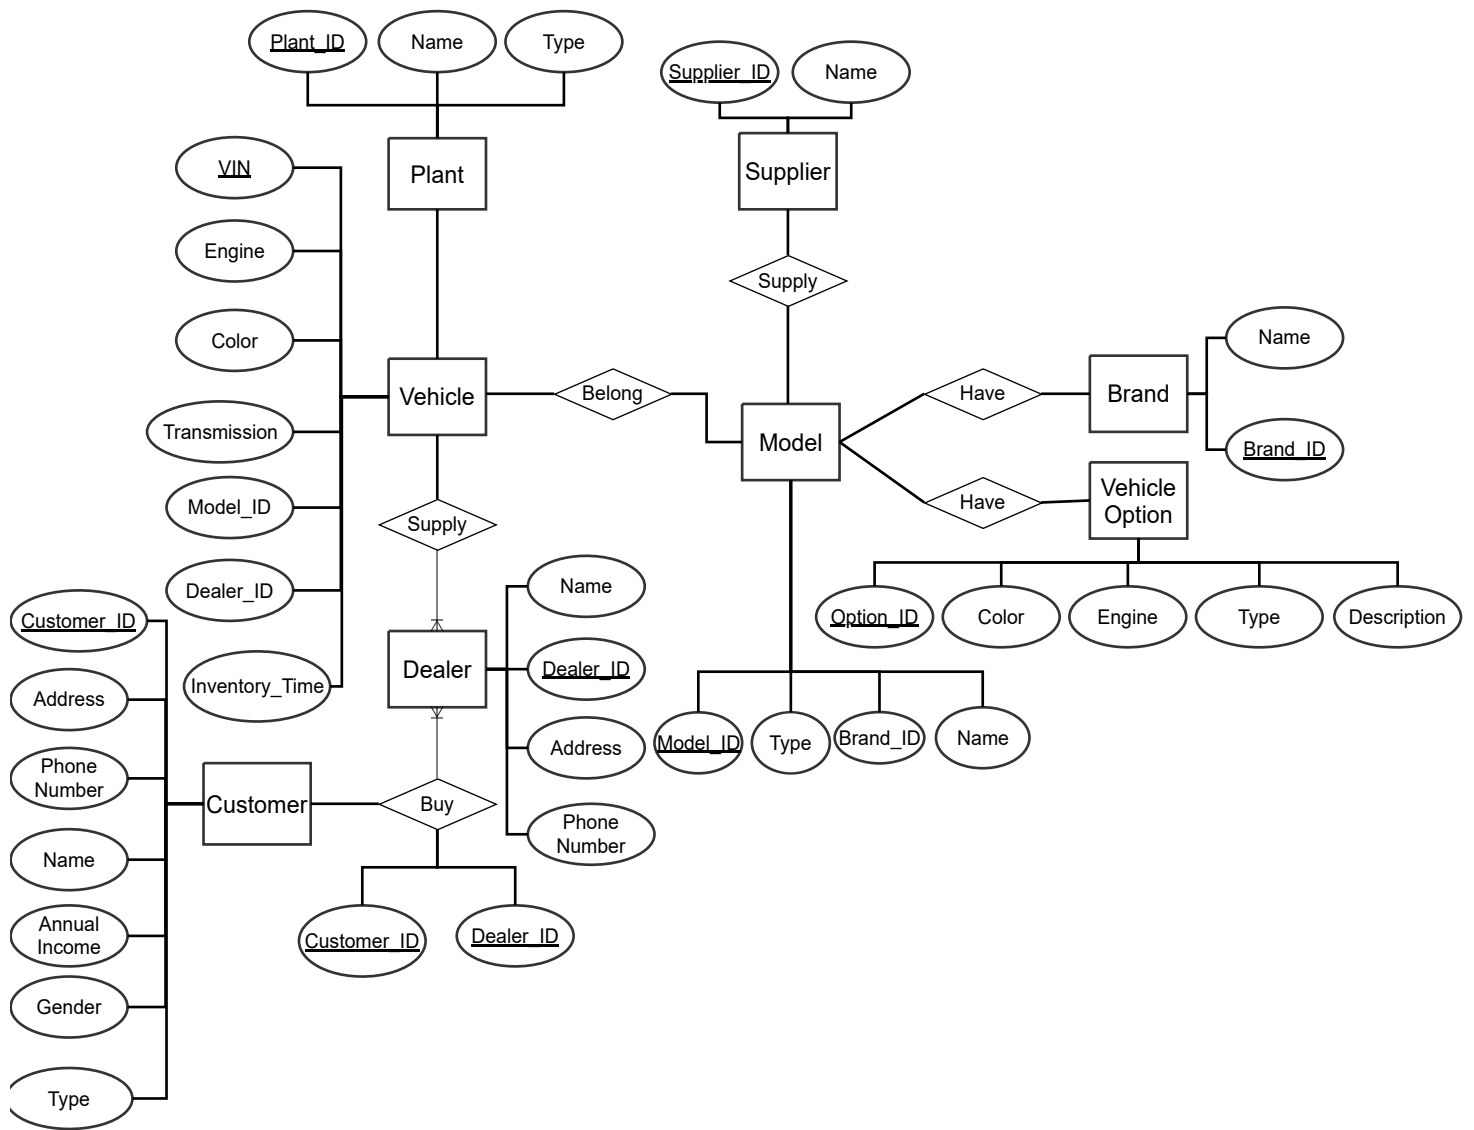 Plant_ID
Name
Type
Supplier_ID
Name
VIN
Plant
Supplier
Engine
Supply
Color
Name
Vehicle
Belong
Have
Brand
Transmission
Model
Brand_ID
Model_ID
Supply
Have
Vehicle
Option
Dealer_ID
Name
Customer_ID
Option_ID
Color
Engine
Type
Description
Inventory_Time
Dealer
Dealer_ID
Address
Address
Model_ID
Type
Brand_ID
Name
Phone
Number
Customer
Buy
Phone
Number
Name
Annual
Income
Customer_ID
Dealer_ID
Gender
Type